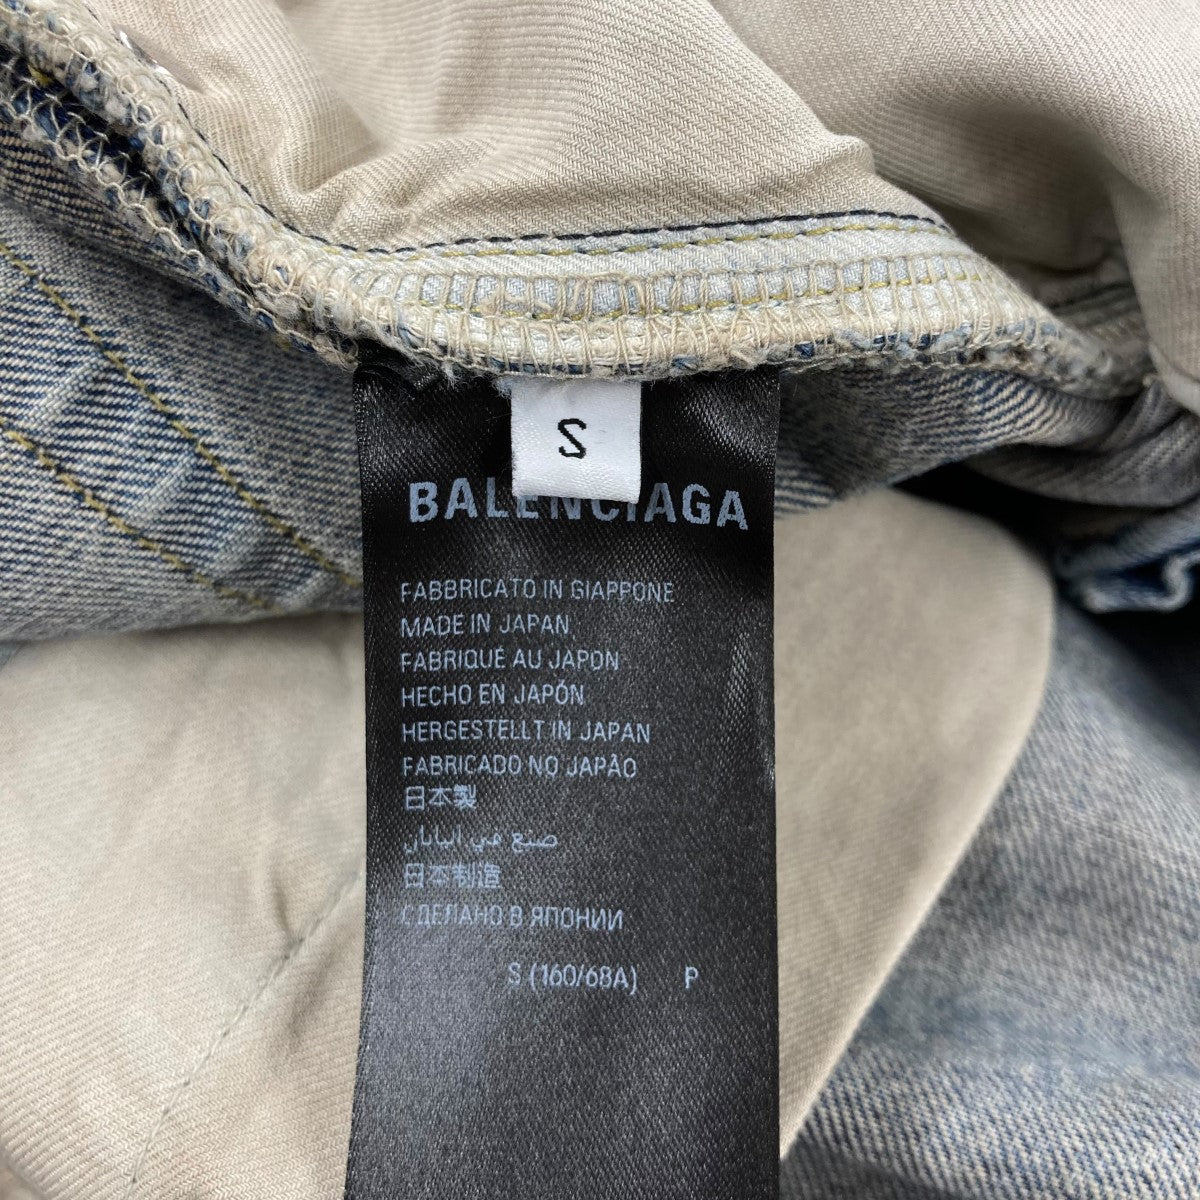 S
BALENCIAGA
FABBRICATO IN GIAPPONE
MADE IN JAPAN
FABRIQUÉ AU JAPON
HECHO EN JAPÓN
HERGESTELLT IN JAPAN
FABRICADO NO JAPÃO
日本製
صنع في اليابان
日本制造
СДЕЛАНО В ЯПОНИИ
S (160/68A) P